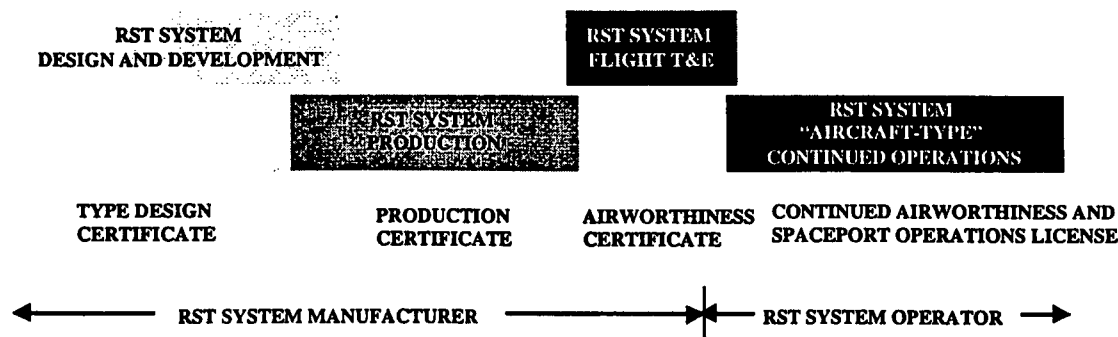 RST SYSTEM
DESIGN AND DEVELOPMENT
RST SYSTEM
FLIGHT T&E
RST SYSTEM
PRODUCTION
RST SYSTEM
"AIRCRAFT-TYPE"
CONTINUED OPERATIONS
TYPE DESIGN
CERTIFICATE
PRODUCTION
CERTIFICATE
AIRWORTHINESS
CERTIFICATE
CONTINUED AIRWORTHINESS AND
SPACEPORT OPERATIONS LICENSE
RST SYSTEM MANUFACTURER
RST SYSTEM OPERATOR